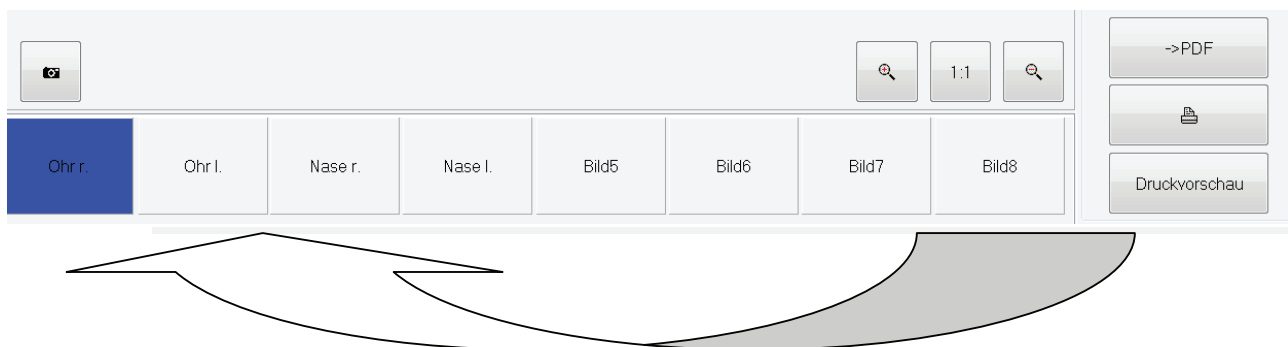 ->PDF
1:1
Ohr r.
Ohr l.
Nase r.
Nase l.
Bild5
Bild6
Bild7
Bild8
Druckvorschau